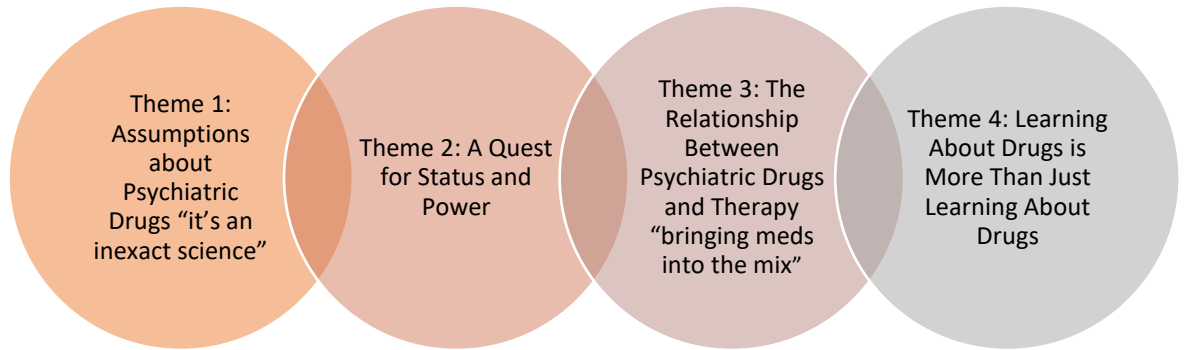 Theme 1:
Assumptions
about
Psychiatric
Drugs “it’s an
inexact science”
Theme 2: A Quest
for Status and
Power
Theme 3: The
Relationship
Between
Psychiatric Drugs
and Therapy
“bringing meds
into the mix”
Theme 4: Learning
About Drugs is
More Than Just
Learning About
Drugs